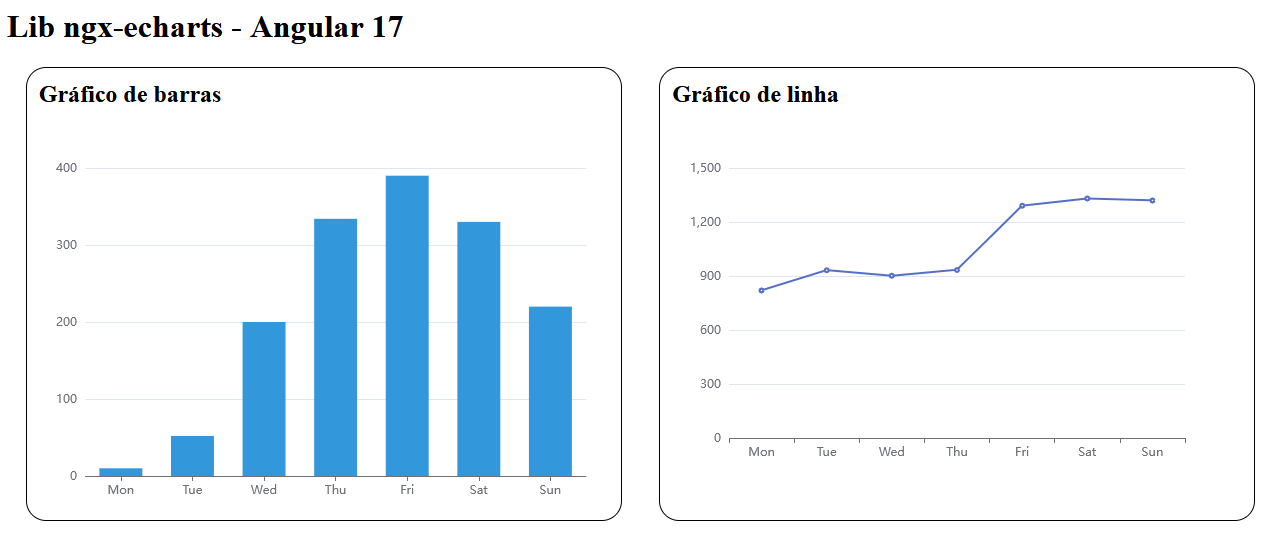 Lib ngx-echarts - Angular 17
Gráfico de barras
400
300
200
100
0
Mon Tue Wed Thu Fri Sat Sun
Gráfico de linha
1,500
1,200
900
600
300
0
Mon Tue Wed Thu Fri Sat Sun